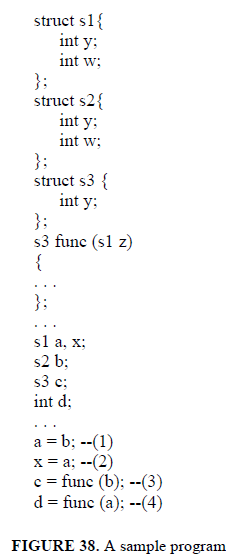 struct s1{
int y;
int w;
};
struct s2{
int y;
int w;
};
struct s3 {
int y;
};
s3 func (s1 z)
{
. . .
};
. . .
s1 a, x;
s2 b;
s3 c;
int d;
. . .
a = b; --(1)
x = a; --(2)
c = func (b); --(3)
d = func (a); --(4)
FIGURE 38. A sample program